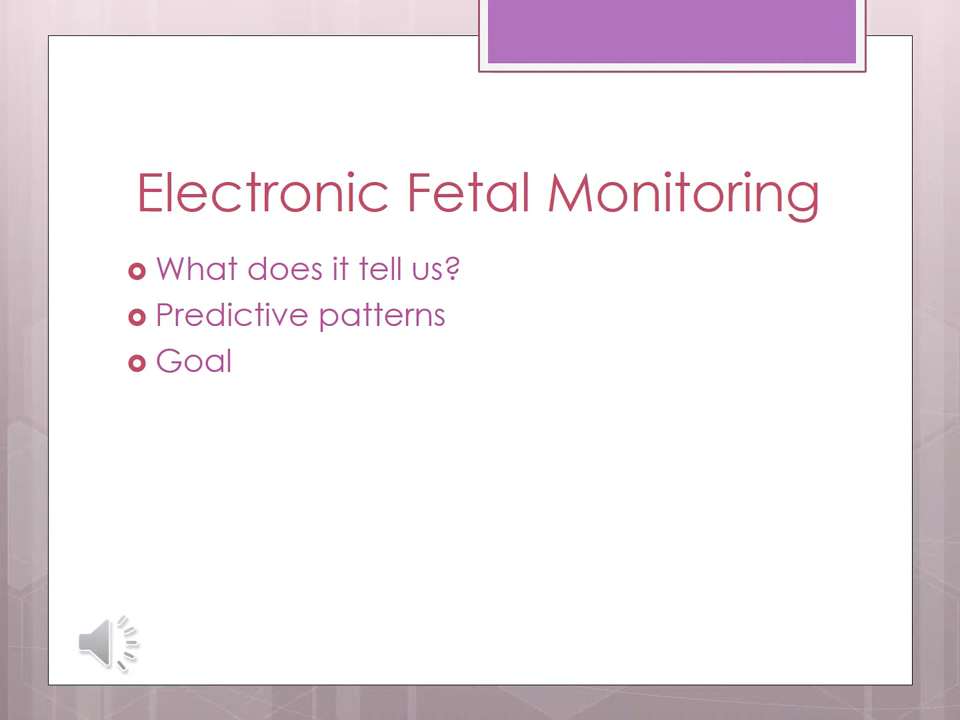 Electronic Fetal Monitoring
What does it tell us?
Predictive patterns
Goal